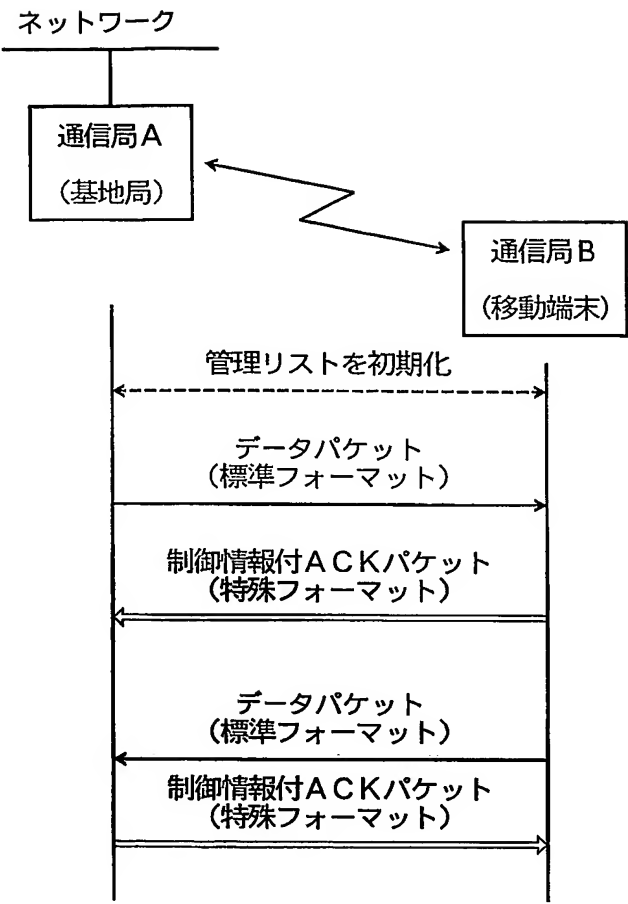 ネットワーク
通信局A
(基地局)
通信局B
(移動端末)
管理リストを初期化
データパケット
(標準フォーマット)
制御情報付ACKパケット
(特殊フォーマット)
データパケット
(標準フォーマット)
制御情報付ACKパケット
(特殊フォーマット)